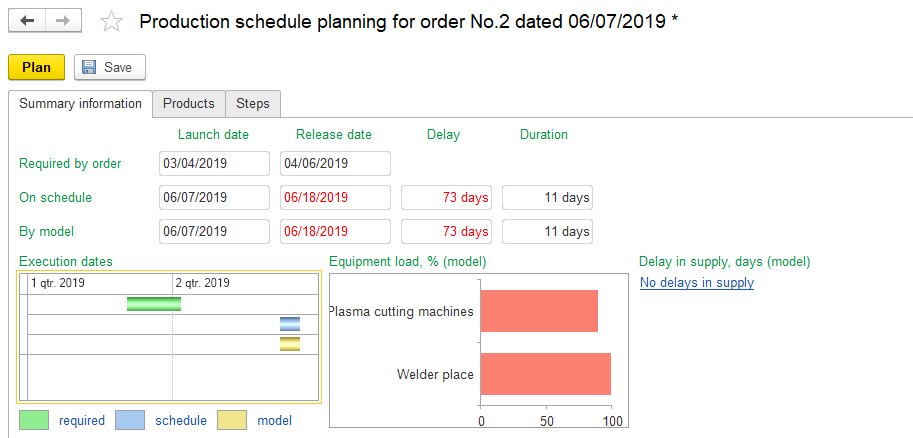 Production schedule planning for order No.2 dated 06/07/2019 *
Plan Save
Summary information Products Steps
Launch date Release date Delay Duration
Required by order 03/04/2019 04/06/2019
On schedule 06/07/2019 06/18/2019 73 days 11 days
By model 06/07/2019 06/18/2019 73 days 11 days
Execution dates Equipment load, % (model) Delay in supply, days (model)
1 qtr. 2019 2 qtr. 2019 No delays in supply
Plasma cutting machines
Welder place
0 50 100
required schedule model